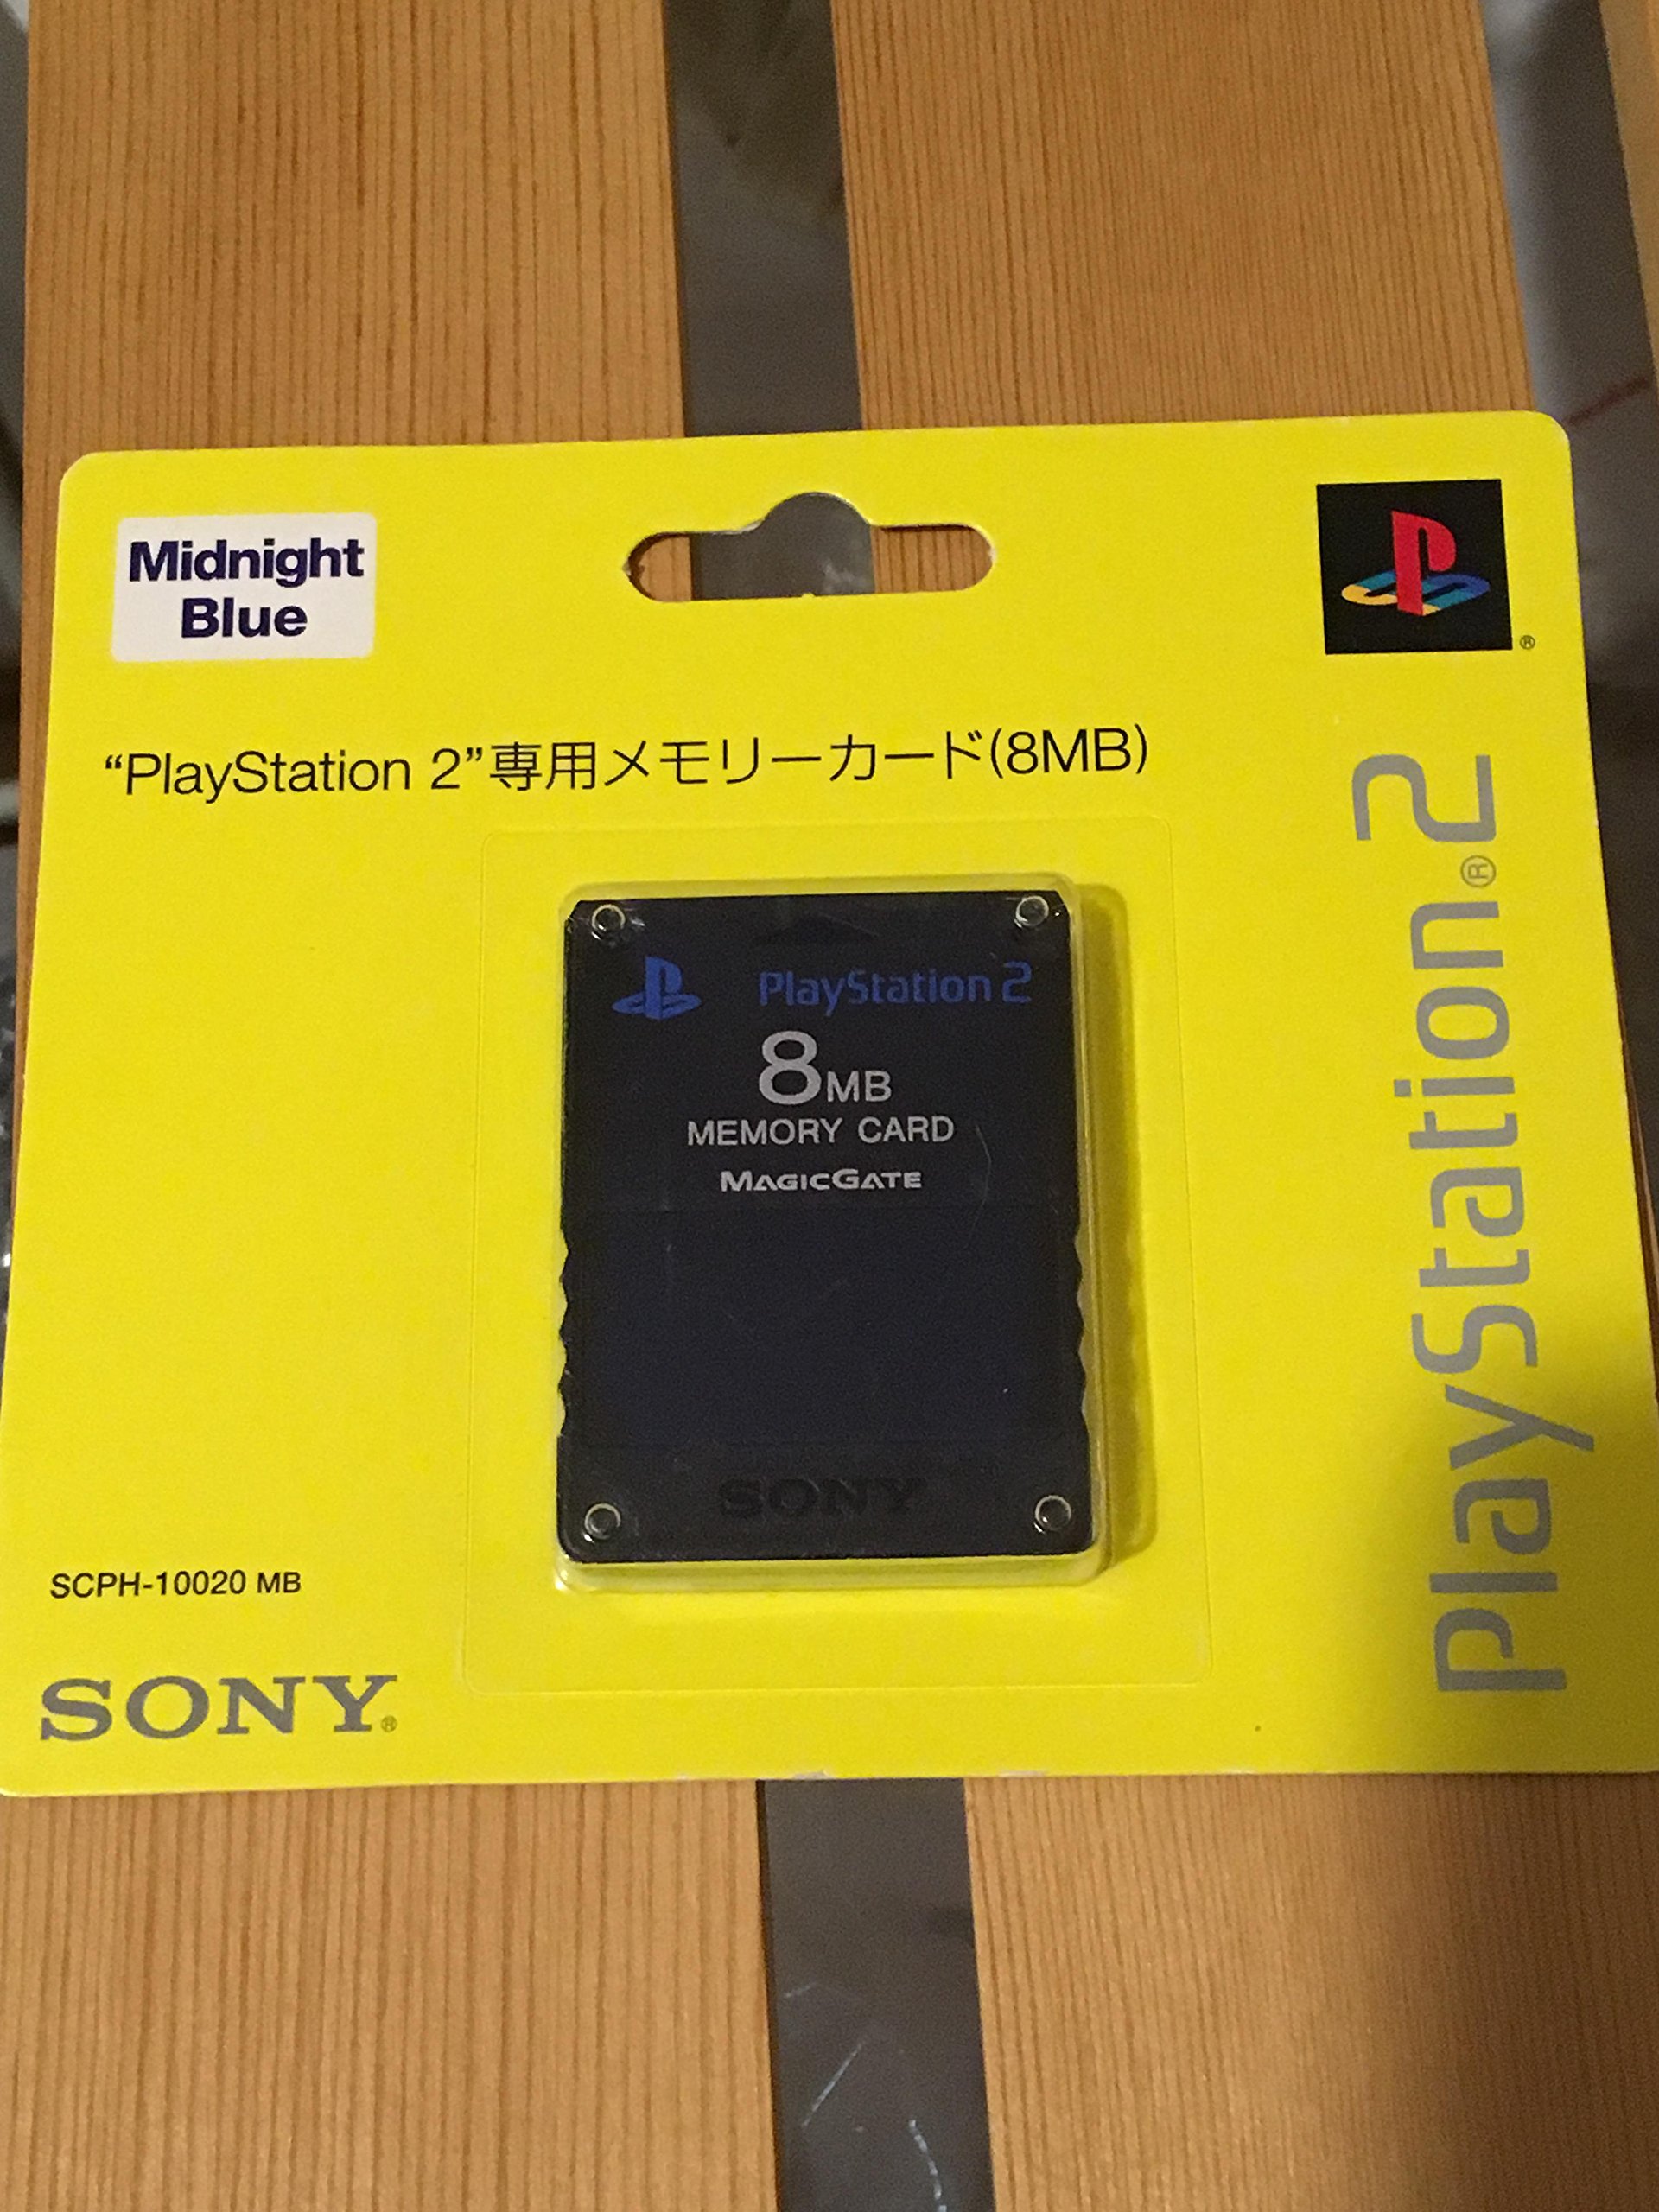 Midnight
Blue
“PlayStation 2”専用メモリーカード(8MB)
PlayStation 2
8MB
MEMORY CARD
MAGICGATE
SONY
SCPH-10020 MB
SONY®
®
PlayStation®2